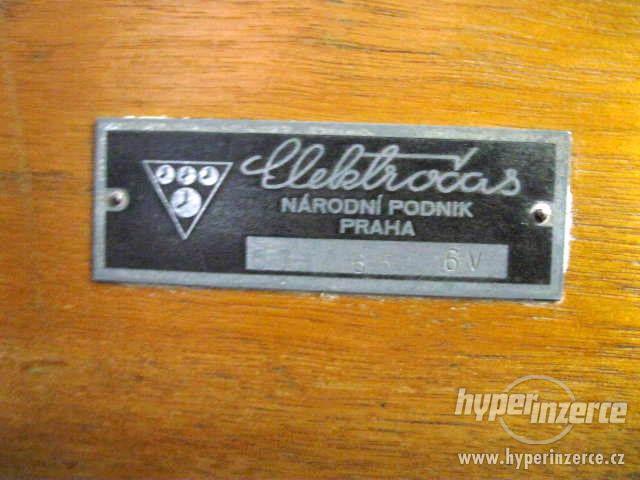 Elektročas
NÁRODNÍ PODNIK
PRAHA
6V
hyperinzerce
www.hyperinzerce.cz